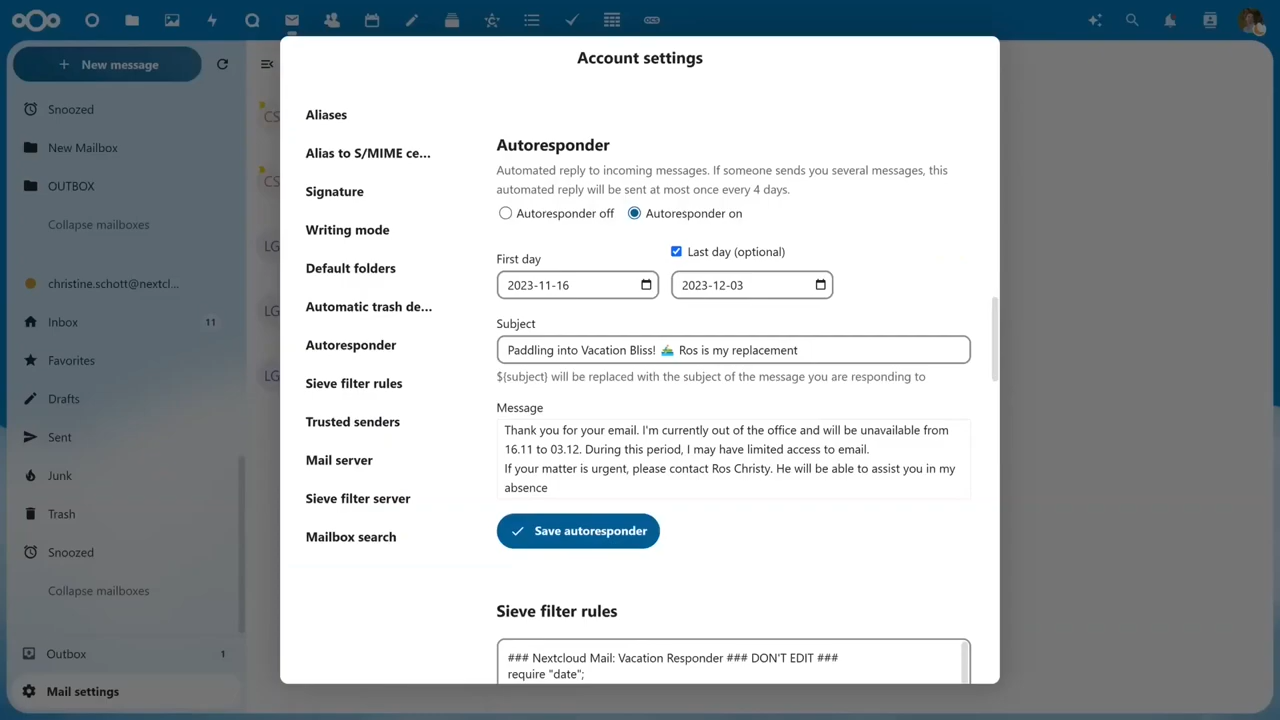 New message
Snoozed
New Mailbox
OUTBOX
Collapse mailboxes
christine.schott@nextcl...
Inbox 11
Favorites
Drafts
Sent
Junk
Trash
Snoozed
Collapse mailboxes
Outbox 1
Mail settings
CS
CS
LG
LG
LG
OCS
Account settings
Aliases
Alias to S/MIME ce...
Signature
Writing mode
Default folders
Automatic trash de...
Autoresponder
Sieve filter rules
Trusted senders
Mail server
Sieve filter server
Mailbox search
Autoresponder
Automated reply to incoming messages. If someone sends you several messages, this
automated reply will be sent at most once every 4 days.
Autoresponder off Autoresponder on
First day
Last day (optional)
2023-11-16
2023-12-03
Subject
Paddling into Vacation Bliss! 🚣 Ros is my replacement
${subject} will be replaced with the subject of the message you are responding to
Message
Thank you for your email. I'm currently out of the office and will be unavailable from
16.11 to 03.12. During this period, I may have limited access to email.
If your matter is urgent, please contact Ros Christy. He will be able to assist you in my
absence
Save autoresponder
Sieve filter rules
### Nextcloud Mail: Vacation Responder ### DON'T EDIT ###
require "date";